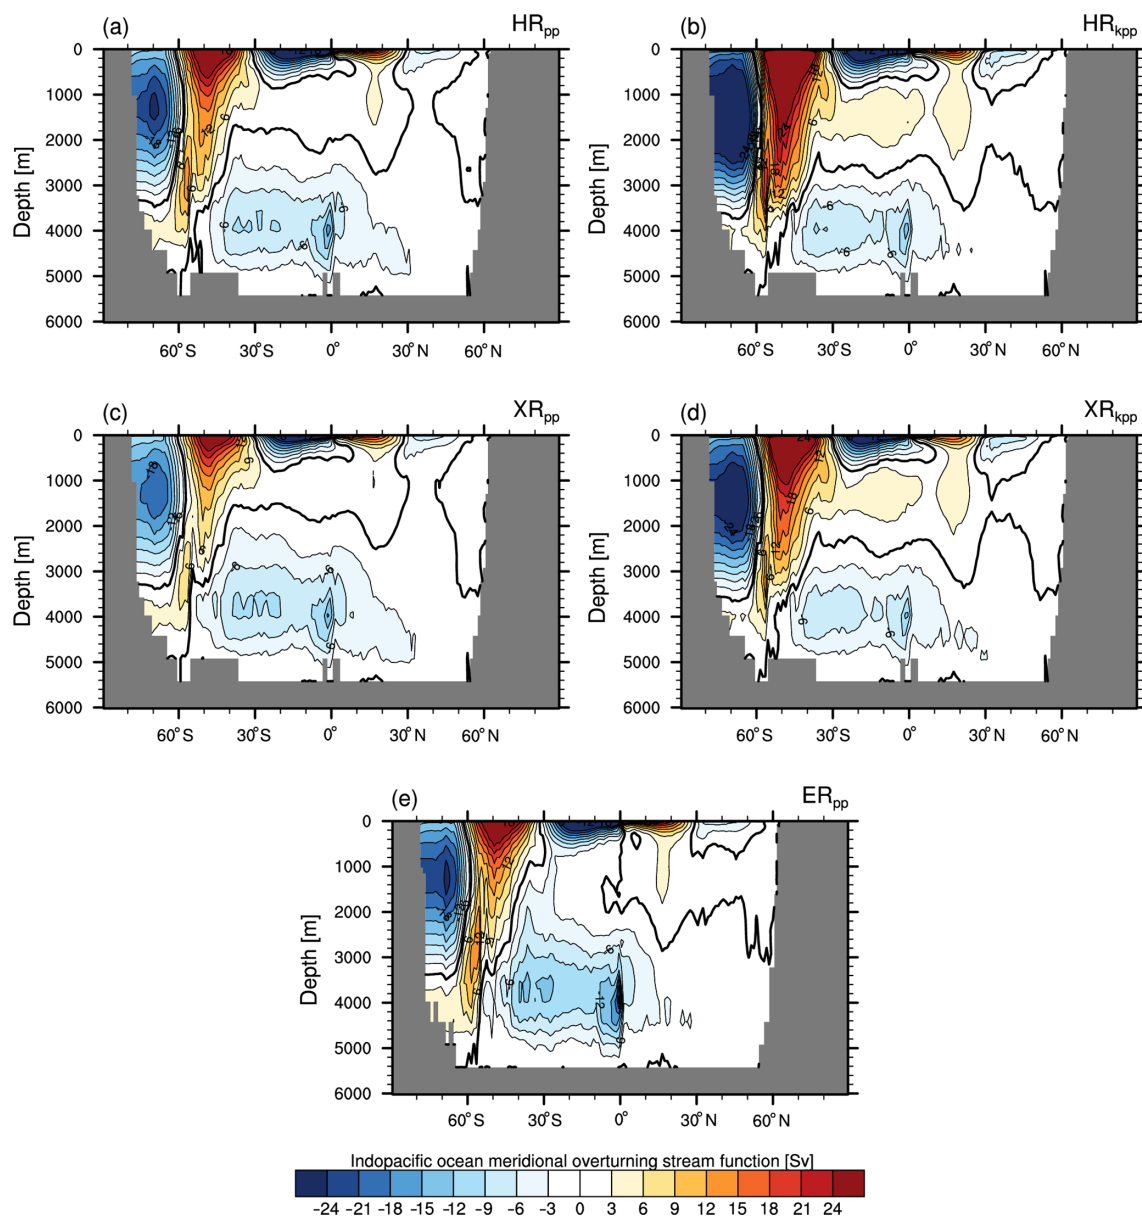 (a) HRpp
(b) HRkpp
0 1000 2000 3000 4000 5000 6000
Depth [m]
60°S 30°S 0° 30°N 60°N
0 1000 2000 3000 4000 5000 6000
Depth [m]
60°S 30°S 0° 30°N 60°N
(c) XRpp
(d) XRkpp
0 1000 2000 3000 4000 5000 6000
Depth [m]
60°S 30°S 0° 30°N 60°N
0 1000 2000 3000 4000 5000 6000
Depth [m]
60°S 30°S 0° 30°N 60°N
(e) ERpp
0 1000 2000 3000 4000 5000 6000
Depth [m]
60°S 30°S 0° 30°N 60°N
Indopacific ocean meridional overturning stream function [Sv]
-24 -21 -18 -15 -12 -9 -6 -3 0 3 6 9 12 15 18 21 24